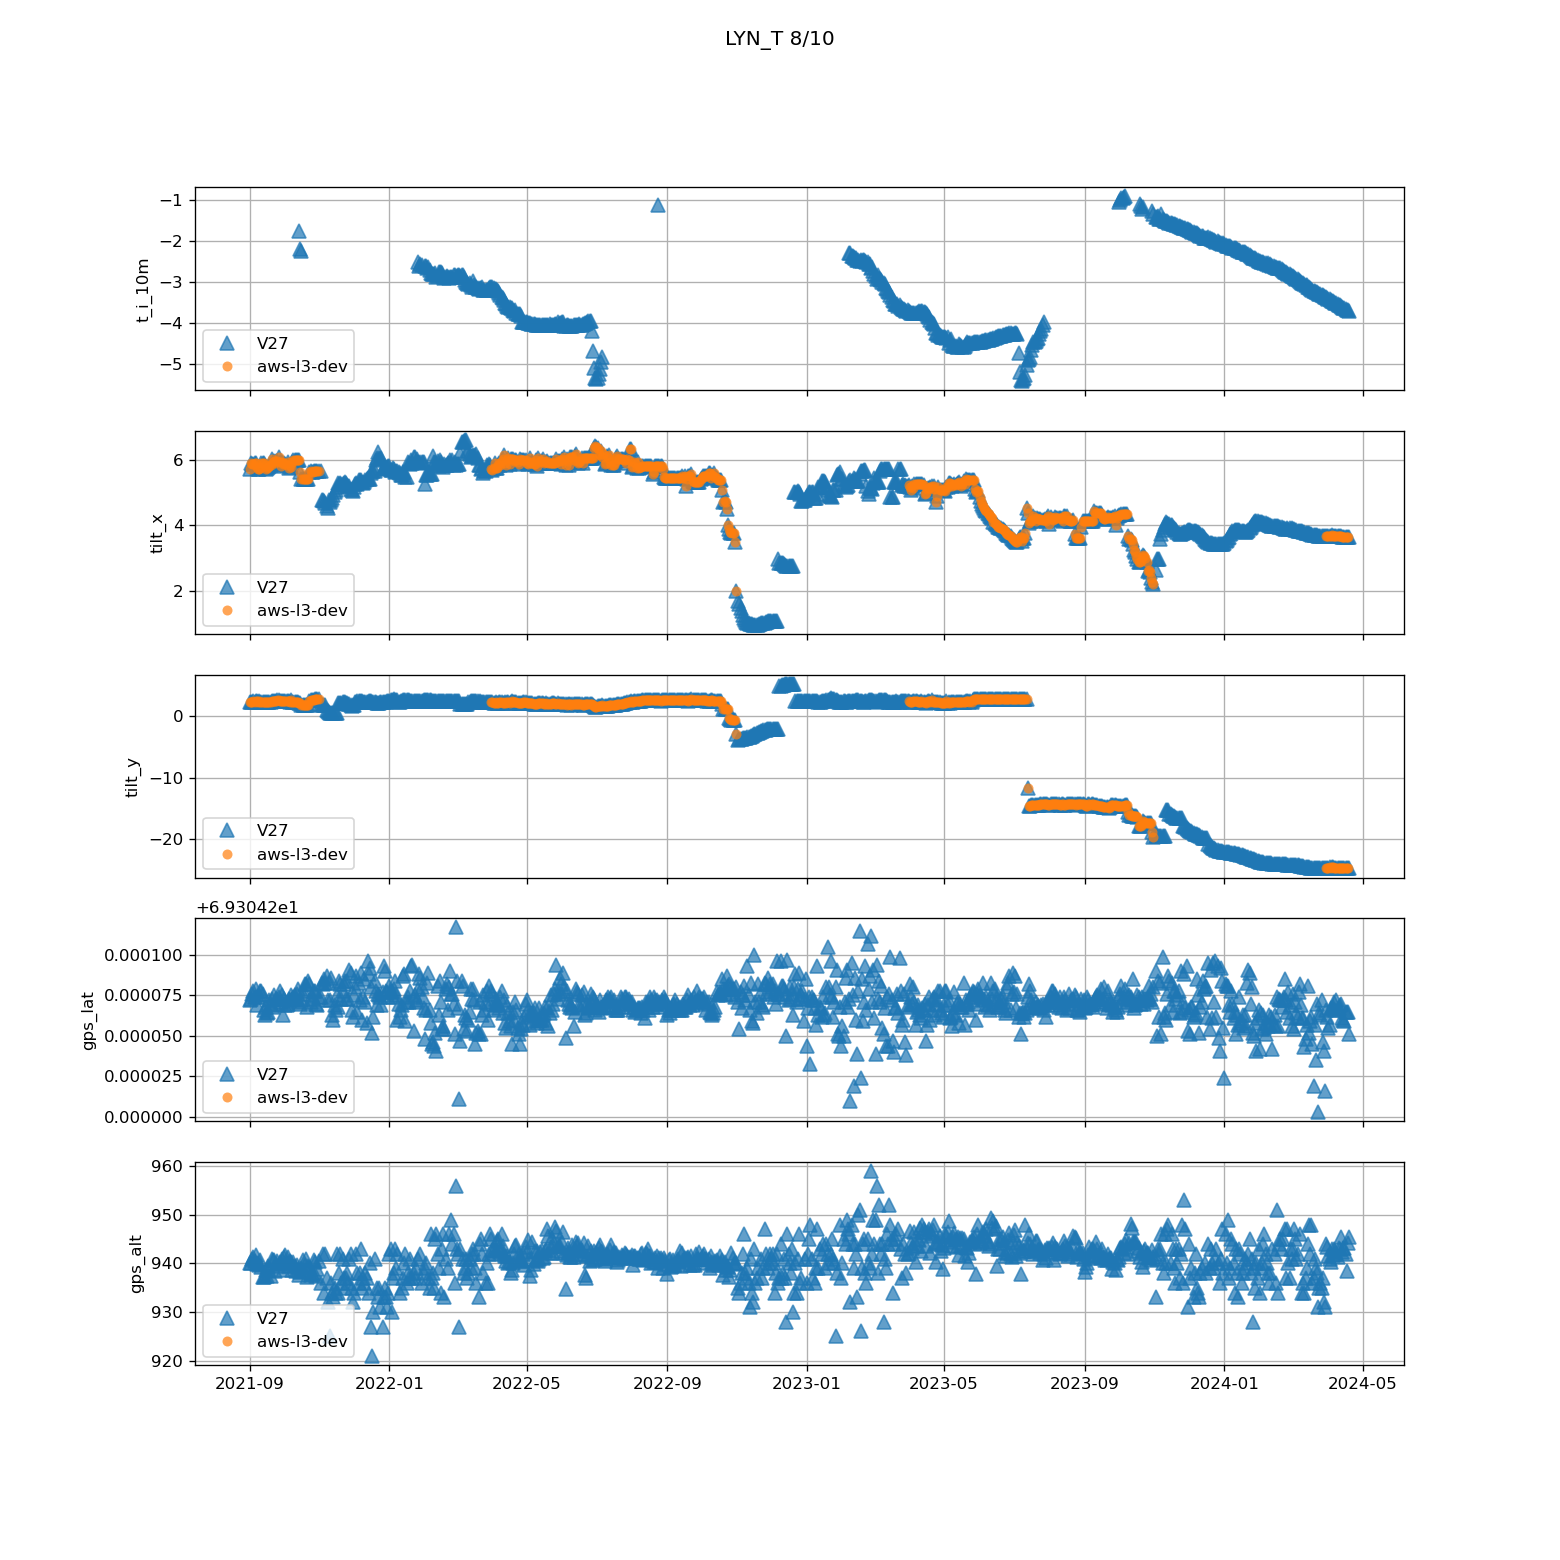 LYN_T 8/10
−1
−2
−3
−4
−5
t_i_10m
V27
aws-l3-dev
6
4
2
tilt_x
V27
aws-l3-dev
0
−10
−20
tilt_y
V27
aws-l3-dev
+6.93042e1
0.000100
0.000075
0.000050
0.000025
0.000000
gps_lat
V27
aws-l3-dev
960
950
940
930
920
gps_alt
V27
aws-l3-dev
2021-09 2022-01 2022-05 2022-09 2023-01 2023-05 2023-09 2024-01 2024-05